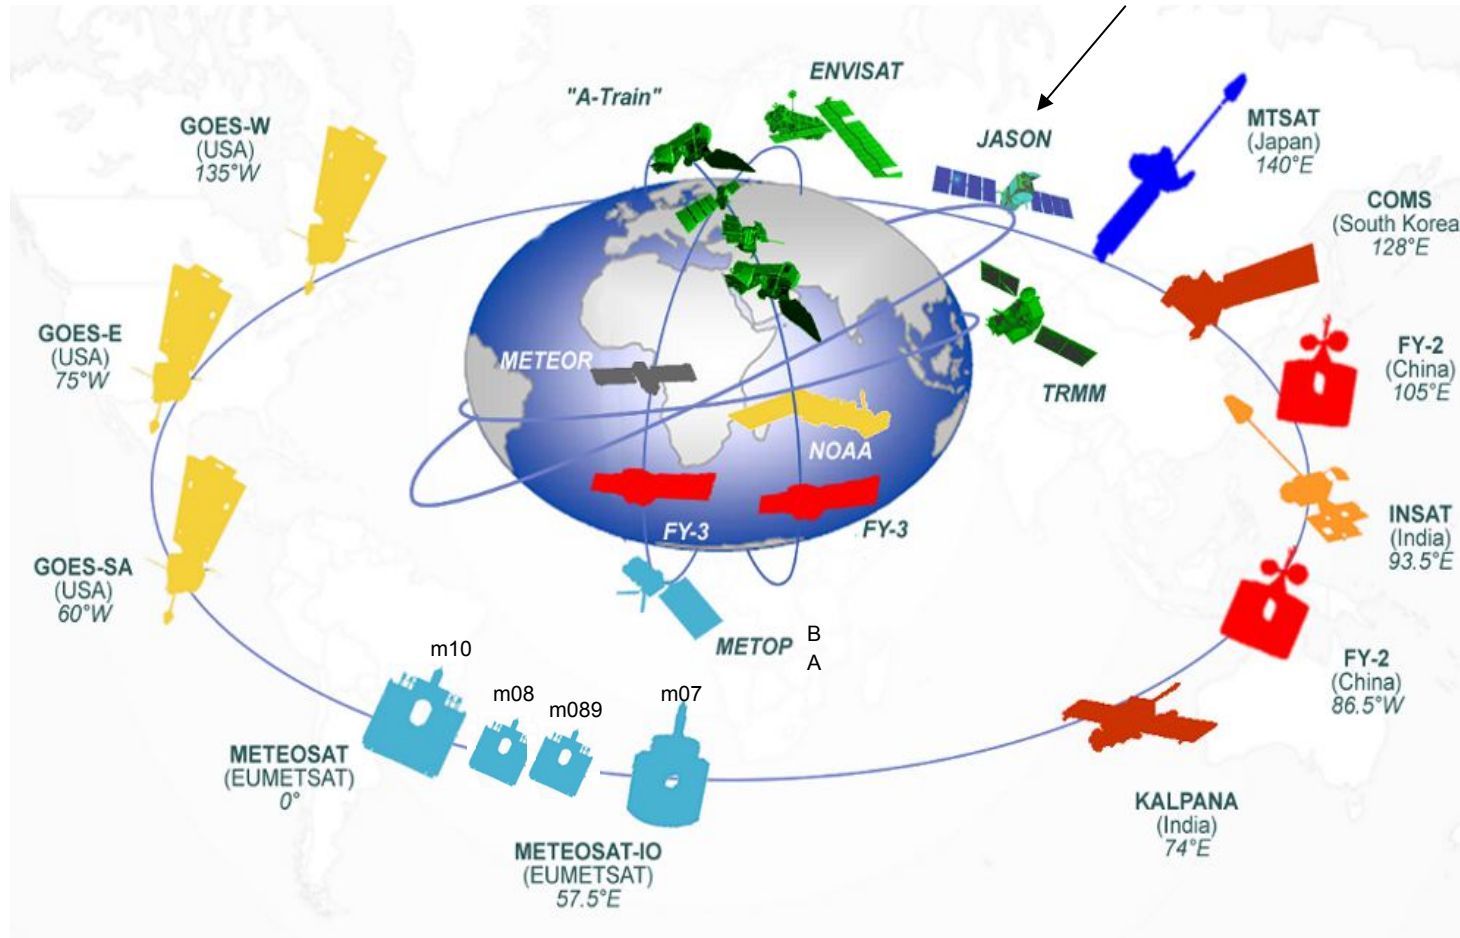 "A-Train"
ENVISAT
GOES-W
(USA)
135°W
JASON
MTSAT
(Japan)
140°E
COMS
(South Korea
128°E
GOES-E
(USA)
75°W
METEOR
TRMM
FY-2
(China)
105°E
NOAA
FY-3
FY-3
INSAT
(India)
93.5°E
GOES-SA
(USA)
60°W
METOP
B
A
m10
m08
m089
m07
FY-2
(China)
86.5°W
METEOSAT
(EUMETSAT)
0°
METEOSAT-IO
(EUMETSAT)
57.5°E
KALPANA
(India)
74°E